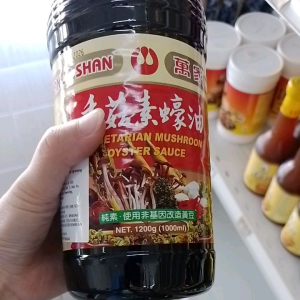 SHAN 萬
菇素蠔油
ETARIAN MUSHROOM
OYSTER SAUCE
純素·使用非基因改造黃豆
NET. 1200g (1000ml)